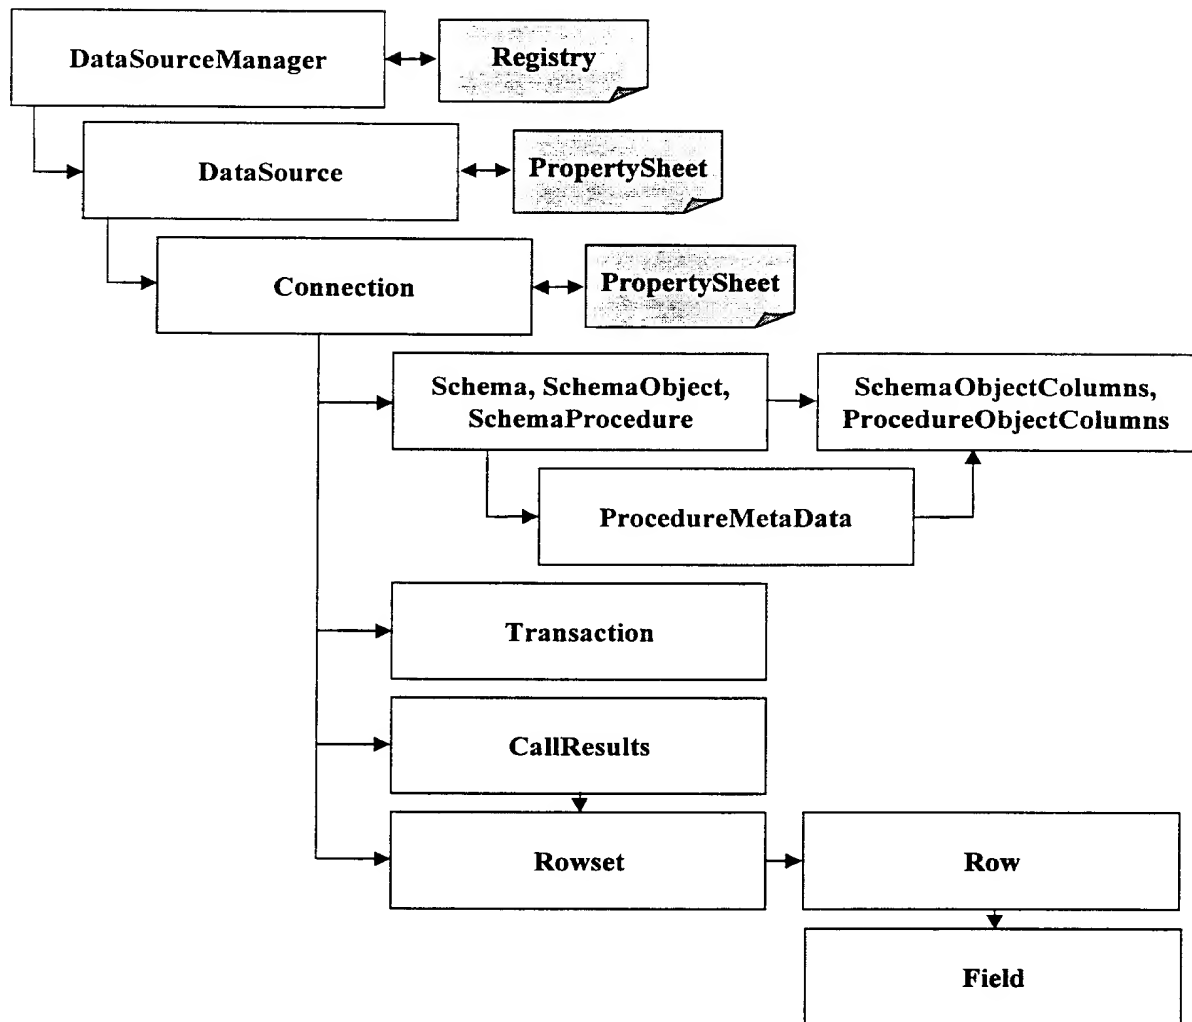 DataSourceManager
Registry
DataSource
PropertySheet
Connection
PropertySheet
Schema, SchemaObject,
SchemaProcedure
SchemaObjectColumns,
ProcedureObjectColumns
ProcedureMetaData
Transaction
CallResults
Rowset
Row
Field